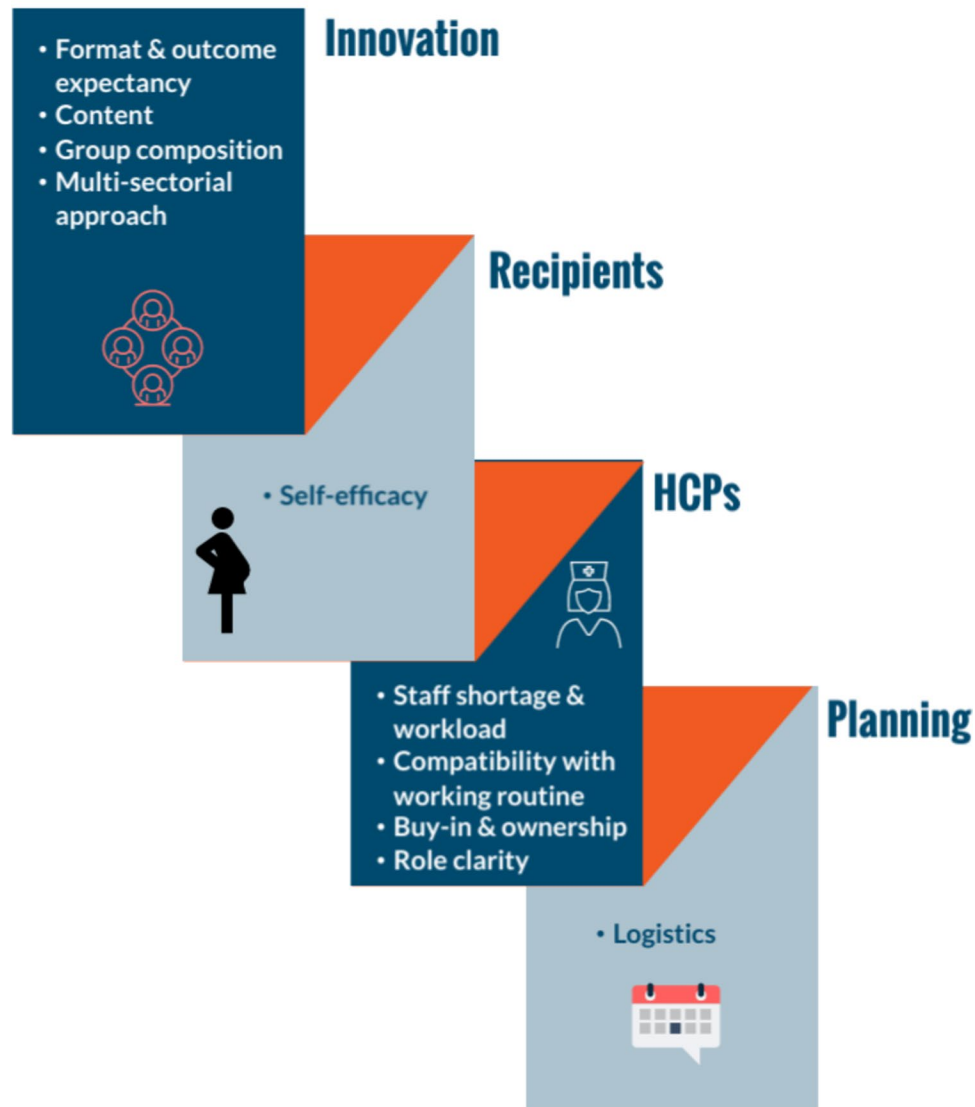 Innovation
• Format & outcome
expectancy
• Content
• Group composition
• Multi-sectorial
approach
Recipients
• Self-efficacy
HCPs
• Staff shortage &
workload
• Compatibility with
working routine
• Buy-in & ownership
• Role clarity
Planning
• Logistics